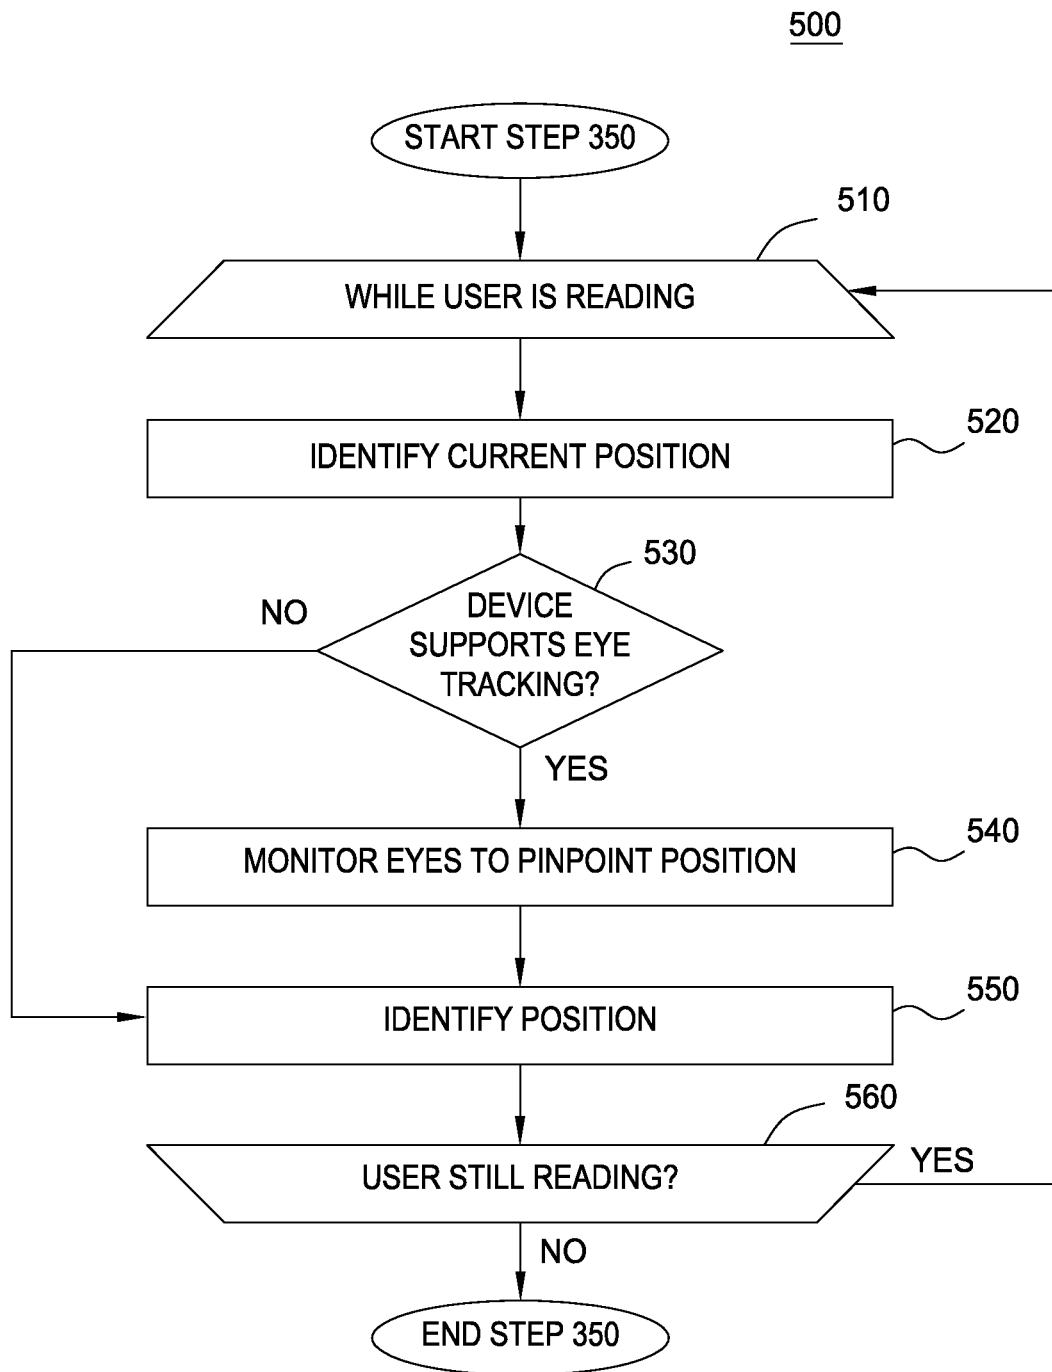 500
START STEP 350
510
WHILE USER IS READING
520
IDENTIFY CURRENT POSITION
530
NO
DEVICE
SUPPORTS EYE
TRACKING?
YES
540
MONITOR EYES TO PINPOINT POSITION
550
IDENTIFY POSITION
560
USER STILL READING?
YES
NO
END STEP 350